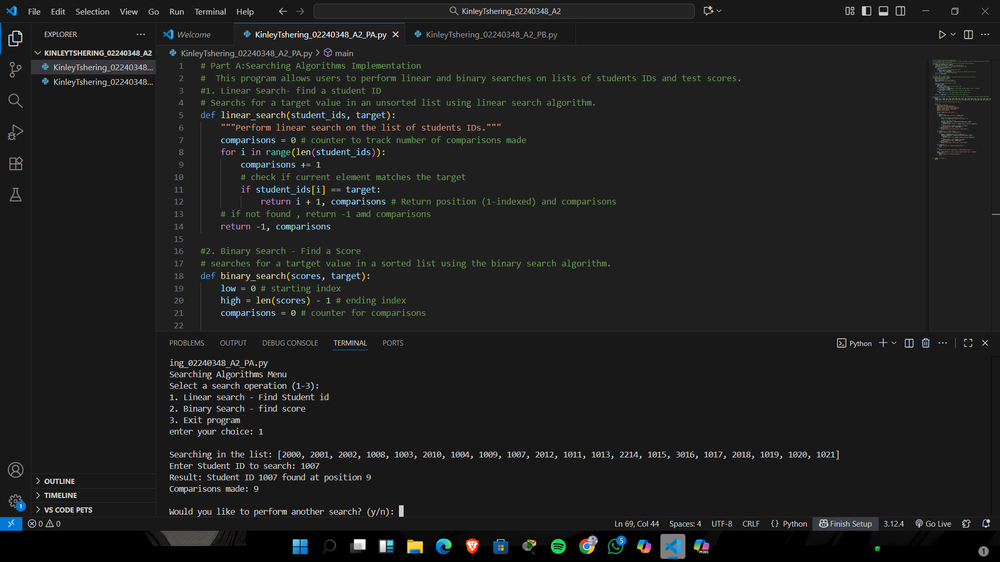 File Edit Selection View Go Run Terminal Help
KinleyTshering_02240348_A2
EXPLORER
KINLEYTSHERING_02240348_A2
KinleyTshering_02240348...
KinleyTshering_02240348...
OUTLINE
TIMELINE
VS CODE PETS
1
Welcome KinleyTshering_02240348_A2_PA.py KinleyTshering_02240348_A2_PB.py
KinleyTshering_02240348_A2_PA.py > main
1 # Part A:Searching Algorithms Implementation
2 #  This program allows users to perform linear and binary searches on lists of students IDs and test scores.
3 #1. Linear Search- find a student ID
4 # Searchs for a target value in an unsorted list using linear search algorithm.
5 def linear_search(student_ids, target):
6     """Perform linear search on the list of students IDs."""
7     comparisons = 0 # counter to track number of comparisons made
8     for i in range(len(student_ids)):
9         comparisons += 1
10         # check if current element matches the target
11         if student_ids[i] == target:
12             return i + 1, comparisons # Return position (1-indexed) and comparisons
13     # if not found , return -1 amd comparisons
14     return -1, comparisons
15
16 #2. Binary Search - Find a Score
17 # searches for a tartget value in a sorted list using the binary search algorithm.
18 def binary_search(scores, target):
19     low = 0 # starting index
20     high = len(scores) - 1 # ending index
21     comparisons = 0 # counter for comparisons
22
PROBLEMS OUTPUT DEBUG CONSOLE TERMINAL PORTS
Python
ing_02240348_A2_PA.py
Searching Algorithms Menu
Select a search operation (1-3):
1. Linear search - Find Student id
2. Binary Search - find score
3. Exit program
enter your choice: 1
Searching in the list: [2000, 2001, 2002, 1008, 1003, 2010, 1004, 1009, 1007, 2012, 1011, 1013, 2214, 1015, 3016, 1017, 2018, 1019, 1020, 1021]
Enter Student ID to search: 1007
Result: Student ID 1007 found at position 9
Comparisons made: 9
Would you like to perform another search? (y/n):
0 0 Ln 69, Col 44 Spaces: 4 UTF-8 CRLF {} Python Finish Setup 3.12.4 Go Live
5
M365
1